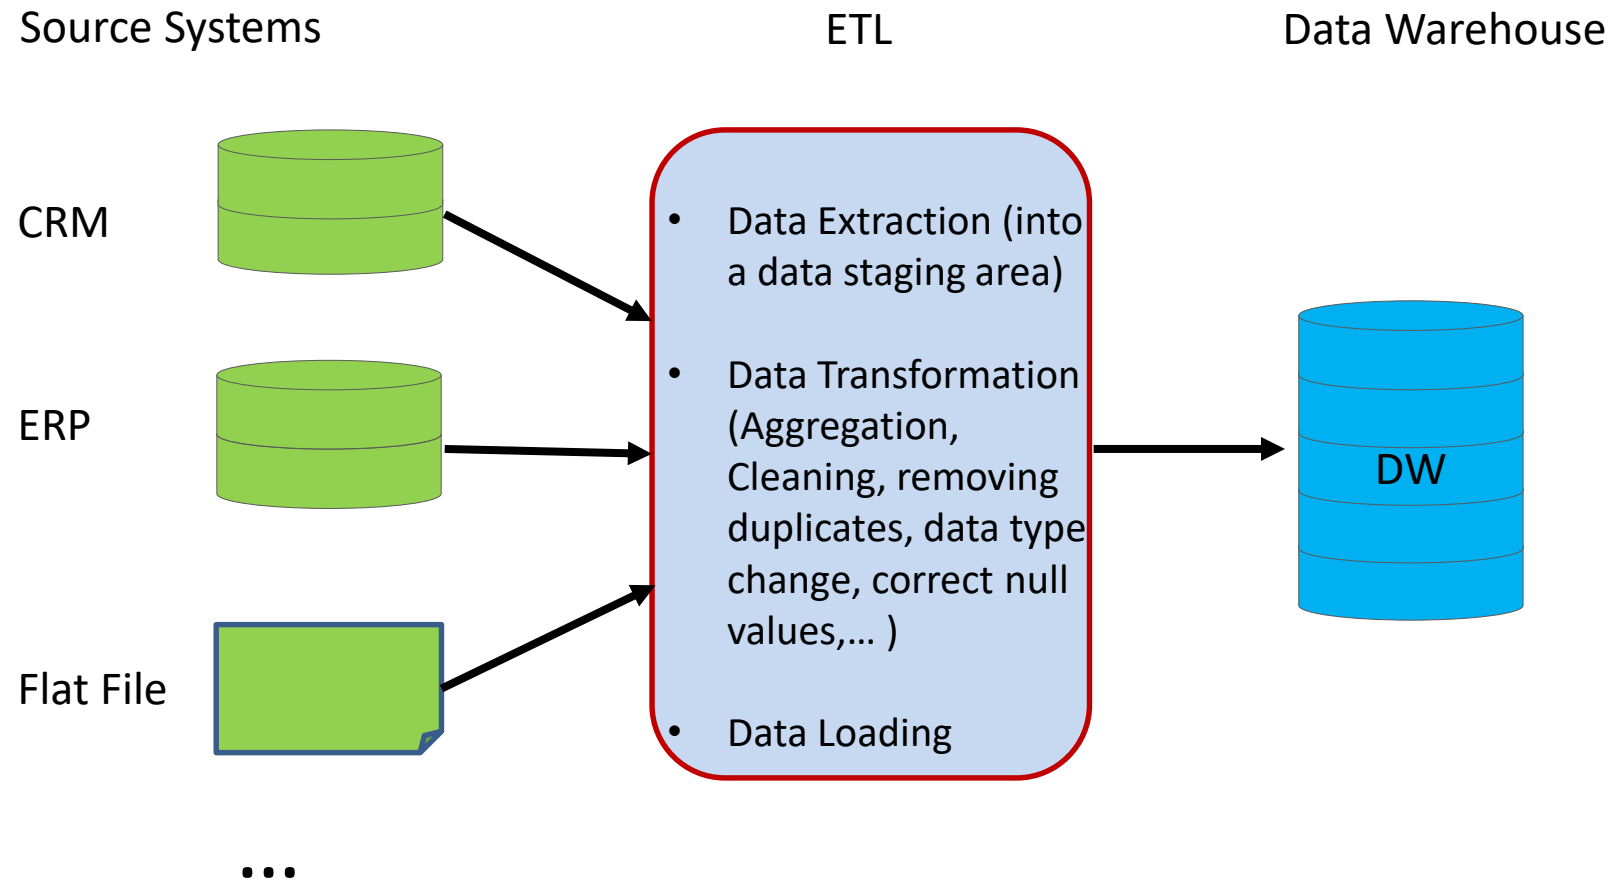 Source Systems
ETL
Data Warehouse
CRM
ERP
Flat File
...
• Data Extraction (into
a data staging area)
• Data Transformation
(Aggregation,
Cleaning, removing
duplicates, data type
change, correct null
values,... )
• Data Loading
DW